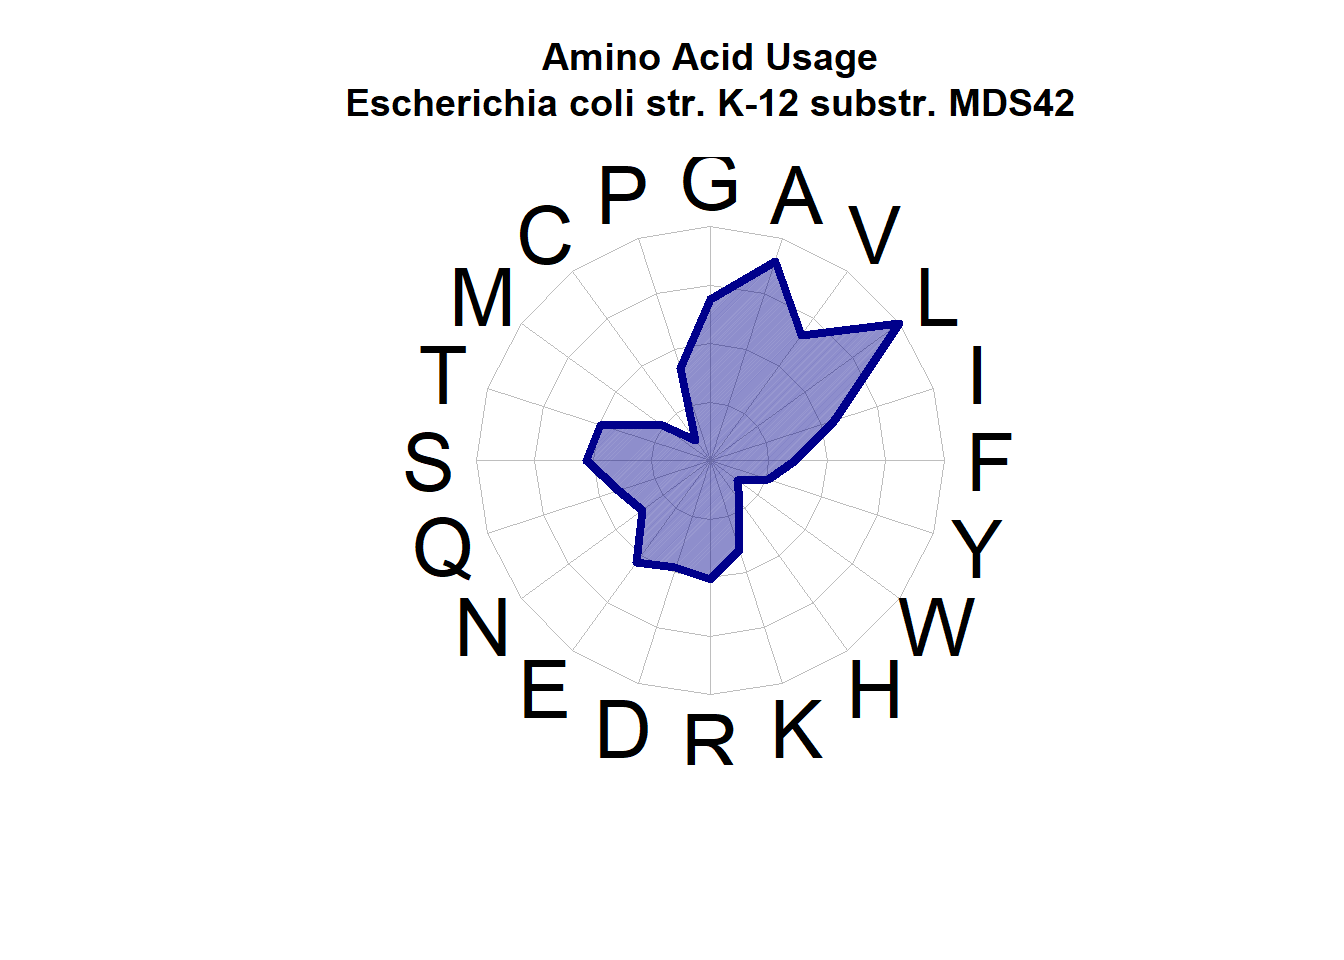 Amino Acid Usage
Escherichia coli str. K-12 substr. MDS42
G
A
V
L
I
F
Y
W
H
K
R
D
E
N
Q
S
T
M
C
P